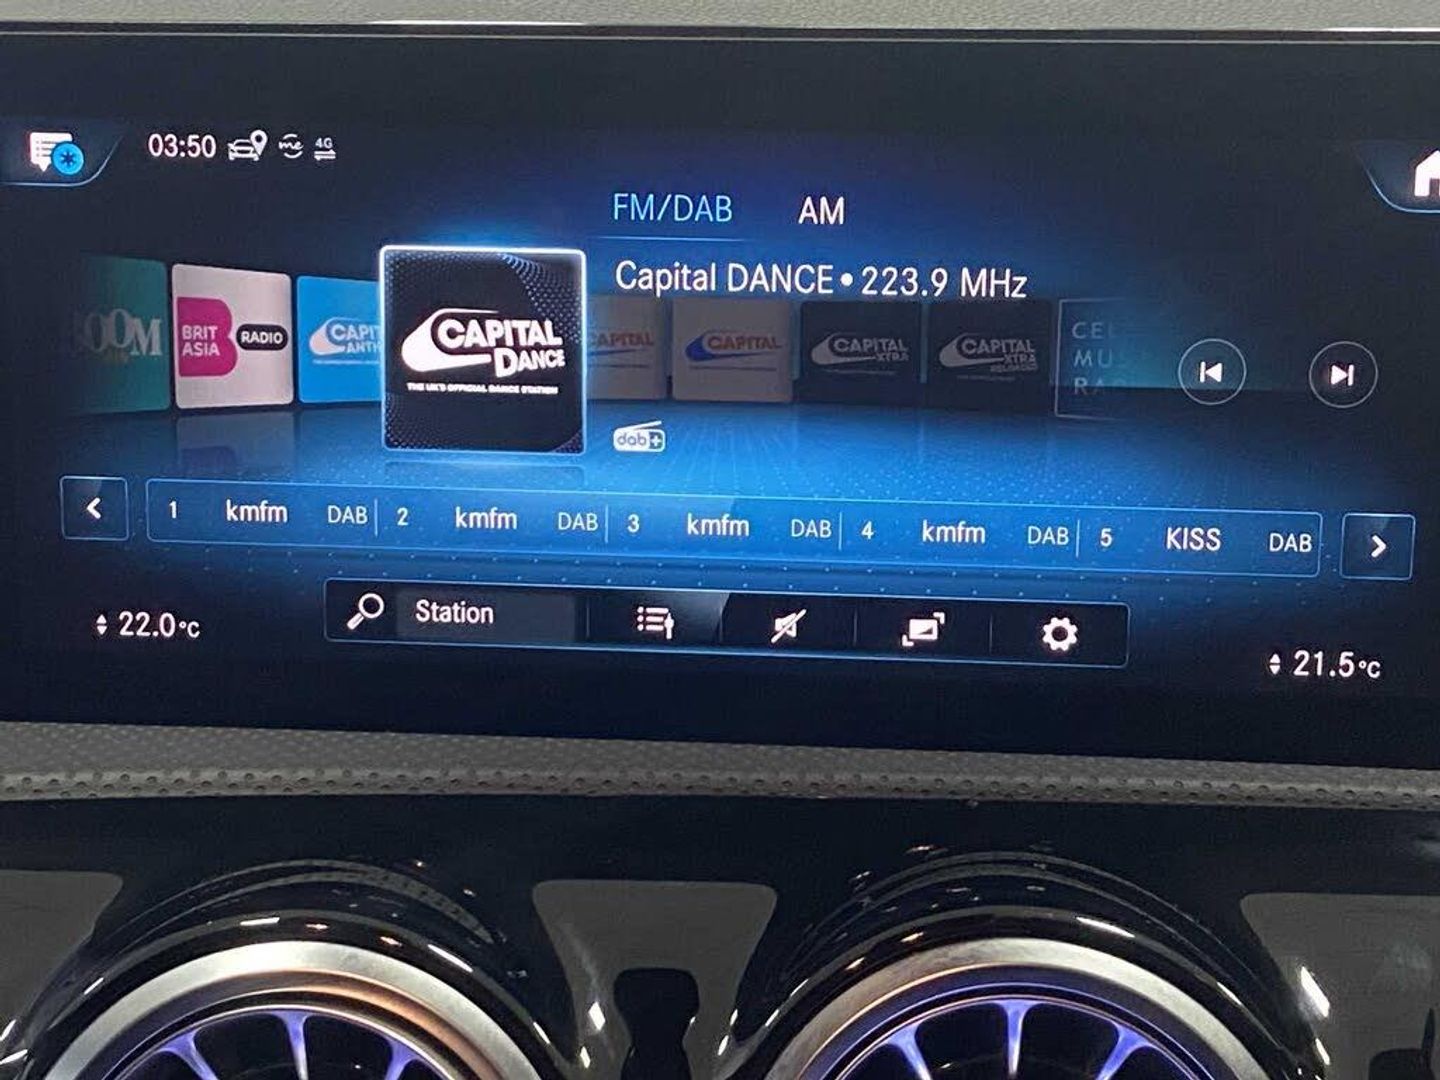 03:50 me 4G
FM/DAB AM
Capital DANCE • 223.9 MHz
BRIT
ASIA
RADIO
CAPITAL
DANCE
THE UK'S OFFICIAL DANCE STATION
CAPITAL
CAPITAL
CAPITAL
XTRA
CAPITAL
XTRA
RELOADED
dab+
1 kmfm DAB 2 kmfm DAB 3 kmfm DAB 4 kmfm DAB 5 KISS DAB
Station
22.0°C
21.5°C